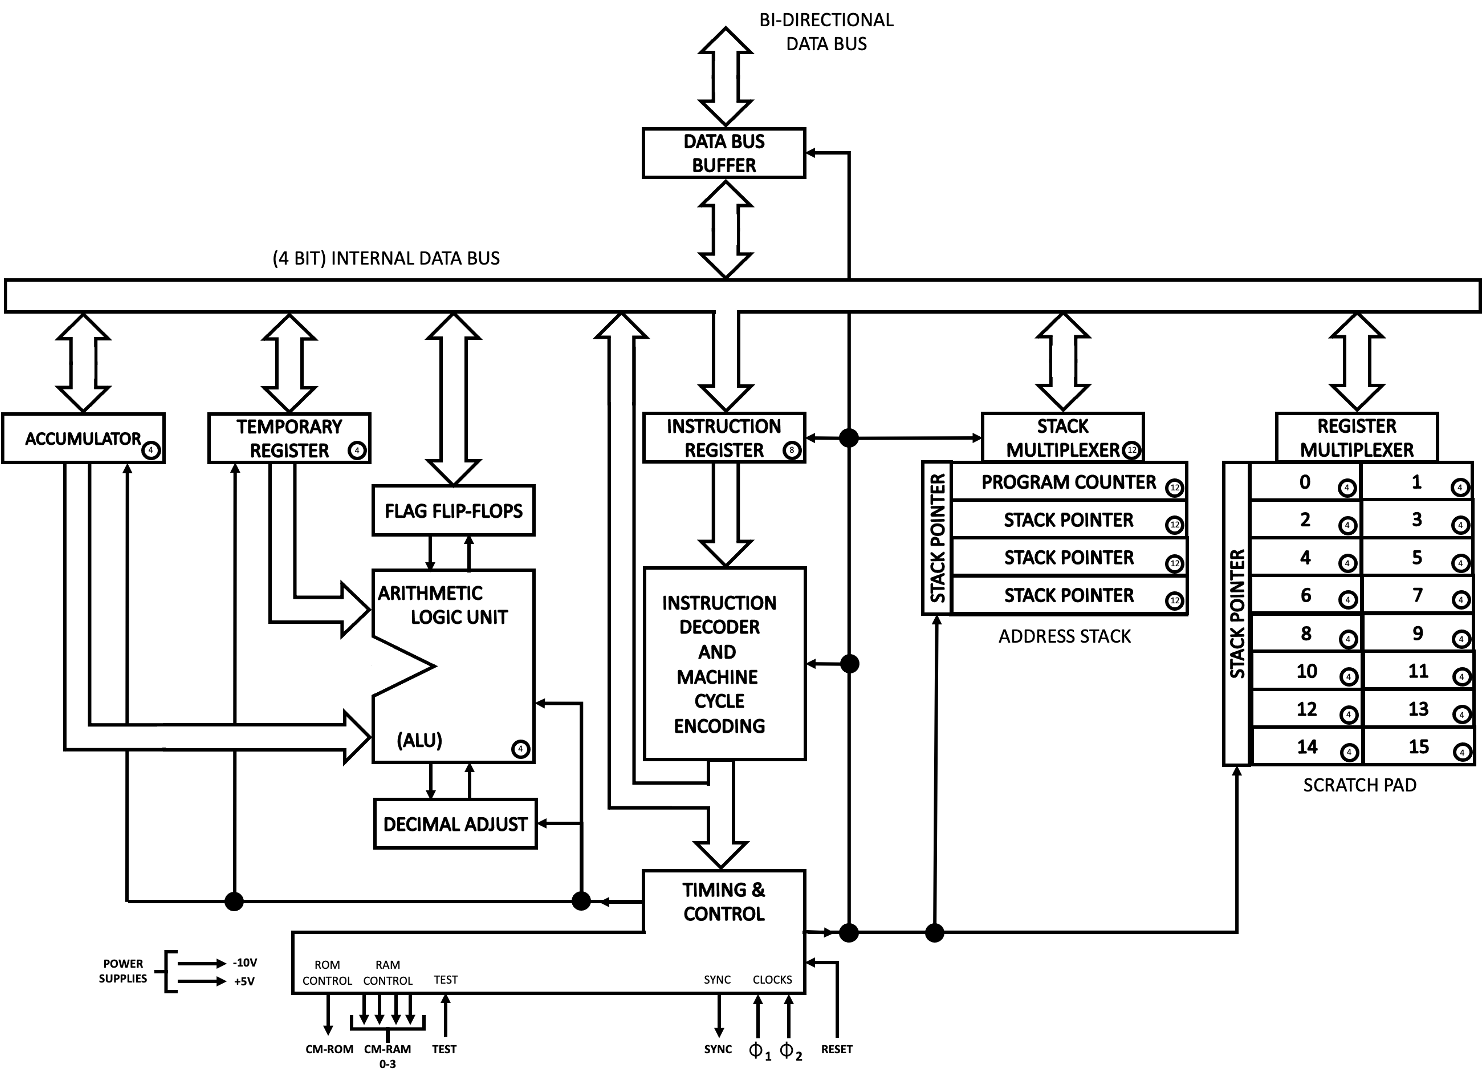 BI-DIRECTIONAL
DATA BUS
DATA BUS
BUFFER
(4 BIT) INTERNAL DATA BUS
ACCUMULATOR 4
TEMPORARY
REGISTER 4
FLAG FLIP-FLOPS
ARITHMETIC
LOGIC UNIT
(ALU) 4
DECIMAL ADJUST
INSTRUCTION
REGISTER 8
INSTRUCTION
DECODER
AND
MACHINE
CYCLE
ENCODING
STACK
MULTIPLEXER 12
STACK POINTER
PROGRAM COUNTER 12
STACK POINTER 12
STACK POINTER 12
STACK POINTER 12
ADDRESS STACK
REGISTER
MULTIPLEXER
STACK POINTER
0 4 1 4
2 4 3 4
4 4 5 4
6 4 7 4
8 4 9 4
10 4 11 4
12 4 13 4
14 4 15 4
SCRATCH PAD
TIMING &
CONTROL
ROM
CONTROL
RAM
CONTROL
TEST
SYNC
CLOCKS
POWER
SUPPLIES
-10V
+5V
CM-ROM
CM-RAM
0-3
TEST
SYNC
Φ1
Φ2
RESET